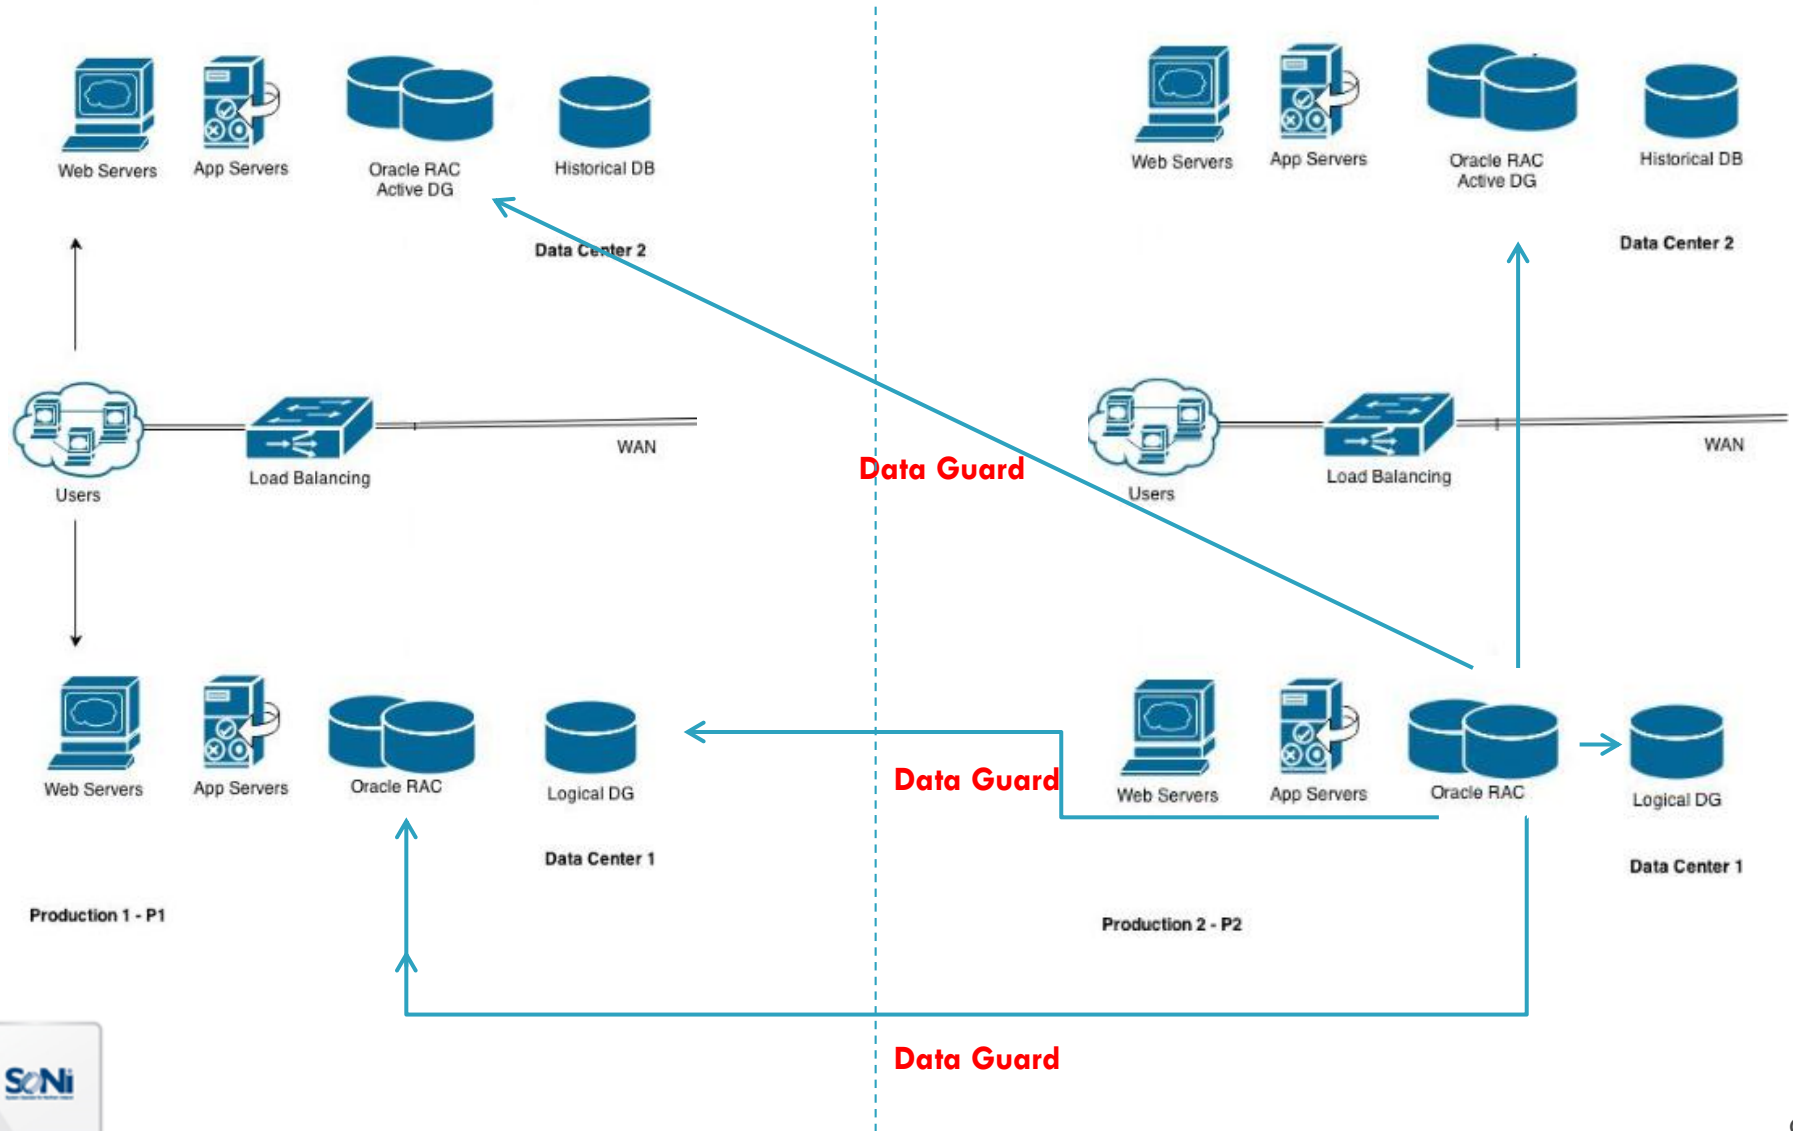 Web Servers
App Servers
Oracle RAC
Active DG
Historical DB
Data Center 2
Users
Load Balancing
WAN
Web Servers
App Servers
Oracle RAC
Logical DG
Data Center 1
Production 1 - P1
Data Guard
Data Guard
Data Guard
Web Servers
App Servers
Oracle RAC
Active DG
Historical DB
Data Center 2
Users
Load Balancing
WAN
Web Servers
App Servers
Oracle RAC
Logical DG
Data Center 1
Production 2 - P2
SONi